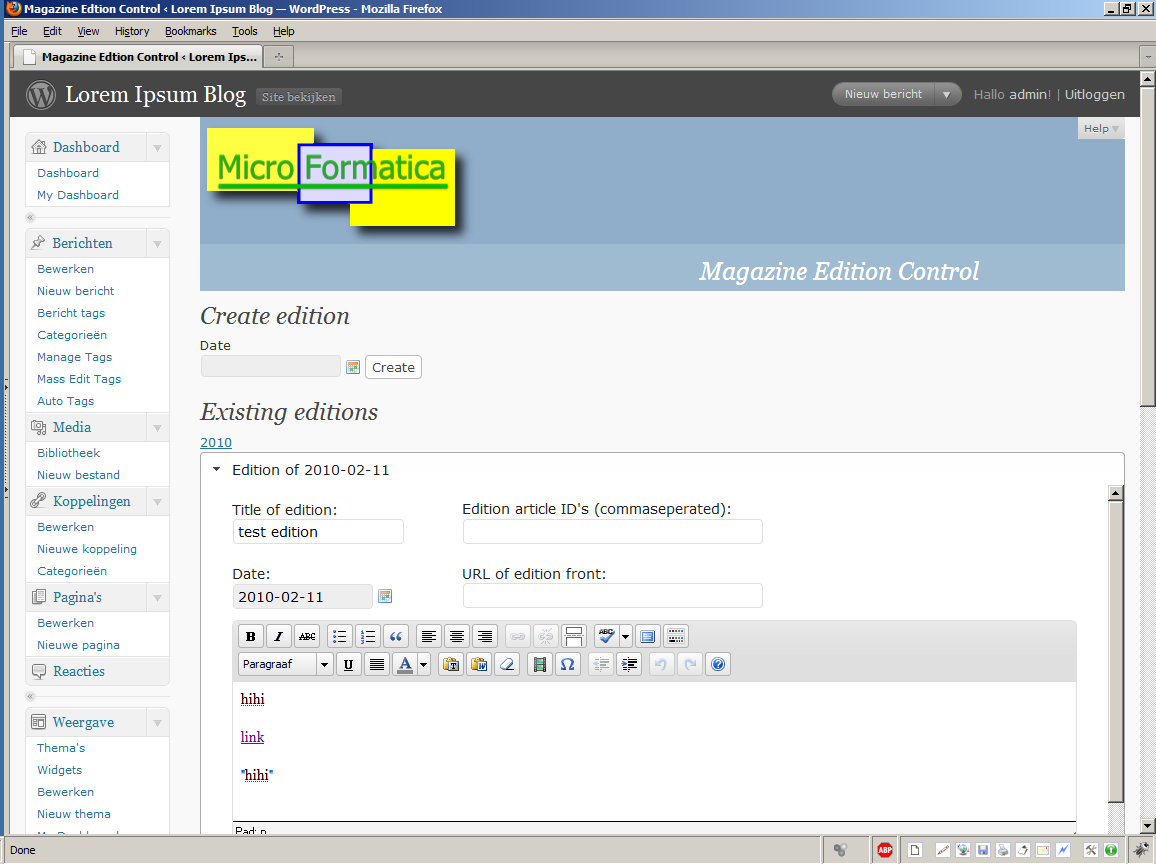 Magazine Edtion Control ‹ Lorem Ipsum Blog — WordPress - Mozilla Firefox
File Edit View History Bookmarks Tools Help
Magazine Edtion Control ‹ Lorem Ips...
Lorem Ipsum Blog Site bekijken Nieuw bericht Hallo admin! | Uitloggen
Help
Micro Formatica
Magazine Edition Control
Dashboard
Dashboard
My Dashboard
Berichten
Bewerken
Nieuw bericht
Bericht tags
Categorieën
Manage Tags
Mass Edit Tags
Auto Tags
Media
Bibliotheek
Nieuw bestand
Koppelingen
Bewerken
Nieuwe koppeling
Categorieën
Pagina's
Bewerken
Nieuwe pagina
Reacties
Weergave
Thema's
Widgets
Bewerken
Nieuw thema
Create edition
Date
Create
Existing editions
2010
Edition of 2010-02-11
Title of edition: Edition article ID's (commaseperated):
test edition
Date: URL of edition front:
2010-02-11
B I ABC ABC
Paragraaf U A
hihi
link
"hihi"
Pad: p
Done ABP